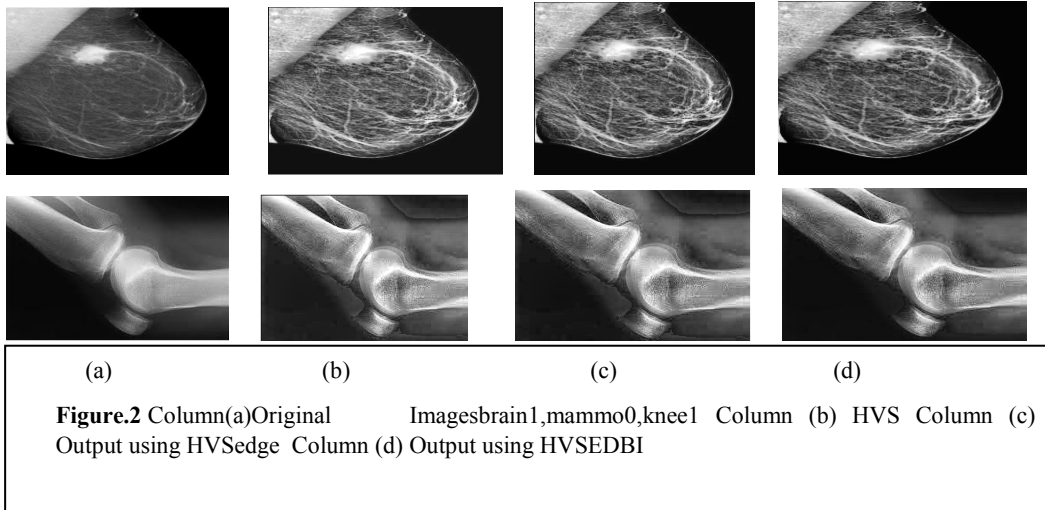 (a) (b) (c) (d)
Figure.2 Column(a)Original Imagesbrain1,mammo0,knee1 Column (b) HVS Column (c)
Output using HVSedge Column (d) Output using HVSEDBI